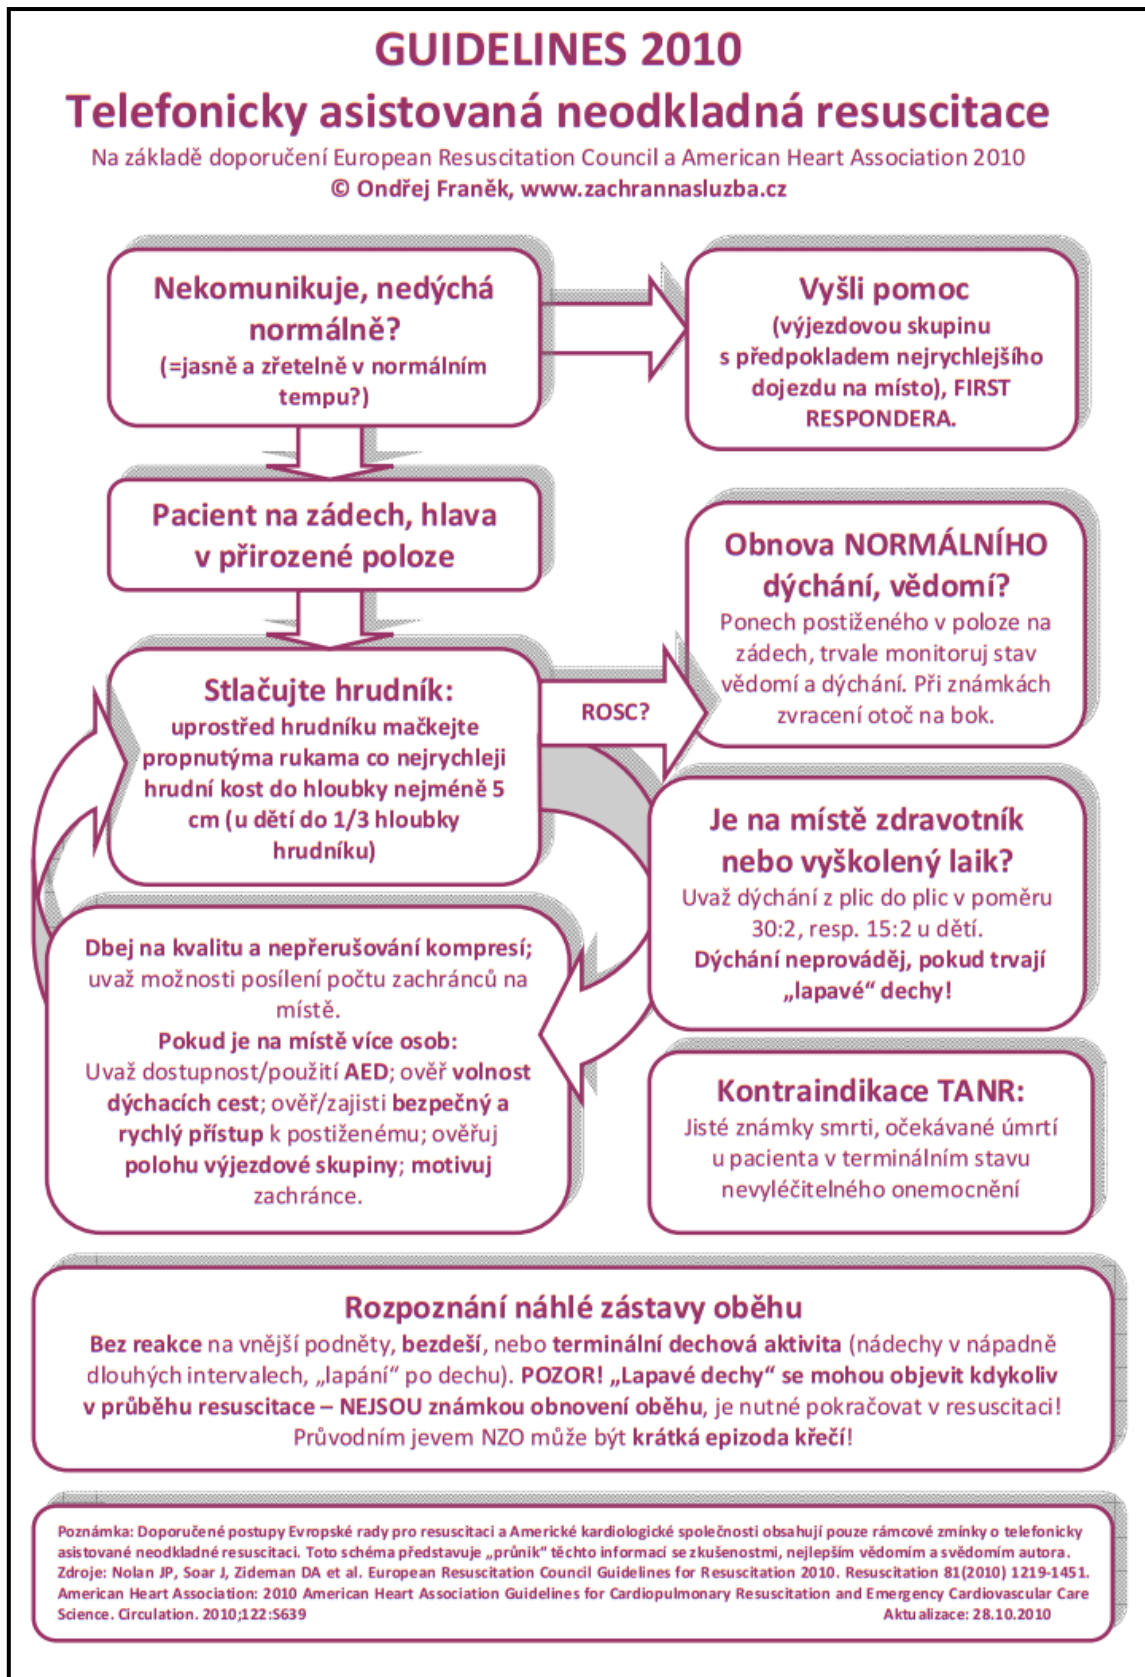 GUIDELINES 2010
Telefonicky asistovaná neodkladná resuscitace
Na základě doporučení European Resuscitation Council a American Heart Association 2010
© Ondřej Franěk, www.zachrannasluzba.cz
Nekomunikuje, nedýchá
normálně?
(=jasně a zřetelně v normálním
tempu?)
Vyšli pomoc
(výjezdovou skupinu
s předpokladem nejrychlejšího
dojezdu na místo), FIRST
RESPONDERA.
Pacient na zádech, hlava
v přirozené poloze
Obnova NORMÁLNÍHO
dýchání, vědomí?
Ponech postiženého v poloze na
zádech, trvale monitoruj stav
vědomí a dýchání. Při známkách
zvracení otoč na bok.
Stlačujte hrudník:
uprostřed hrudníku mačkejte
propnutýma rukama co nejrychleji
hrudní kost do hloubky nejméně 5
cm (u dětí do 1/3 hloubky
hrudníku)
ROSC?
Je na místě zdravotník
nebo vyškolený laik?
Uvaž dýchání z plic do plic v poměru
30:2, resp. 15:2 u dětí.
Dýchání neprováděj, pokud trvají
„lapavé“ dechy!
Dbej na kvalitu a nepřerušování kompresí;
uvaž možnosti posílení počtu zachránců na
místě.
Pokud je na místě více osob:
Uvaž dostupnost/použití AED; ověř volnost
dýchacích cest; ověř/zajisti bezpečný a
rychlý přístup k postiženému; ověřuj
polohu výjezdové skupiny; motivuj
zachránce.
Kontraindikace TANR:
Jisté známky smrti, očekávané úmrtí
u pacienta v terminálním stavu
nevyléčitelného onemocnění
Rozpoznání náhlé zástavy oběhu
Bez reakce na vnější podněty, bezdeší, nebo terminální dechová aktivita (nádechy v nápadně
dlouhých intervalech, „lapání“ po dechu). POZOR! „Lapavé dechy“ se mohou objevit kdykoliv
v průběhu resuscitace – NEJSOU známkou obnovení oběhu, je nutné pokračovat v resuscitaci!
Průvodním jevem NZO může být krátká epizoda křečí!
Poznámka: Doporučené postupy Evropské rady pro resuscitaci a Americké kardiologické společnosti obsahují pouze rámcové zmínky o telefonicky
asistované neodkladné resuscitaci. Toto schéma představuje „průnik“ těchto informací se zkušenostmi, nejlepším vědomím a svědomím autora.
Zdroje: Nolan JP, Soar J, Zideman DA et al. European Resuscitation Council Guidelines for Resuscitation 2010. Resuscitation 81(2010) 1219-1451.
American Heart Association: 2010 American Heart Association Guidelines for Cardiopulmonary Resuscitation and Emergency Cardiovascular Care
Science. Circulation. 2010;122:S639 Aktualizace: 28.10.2010